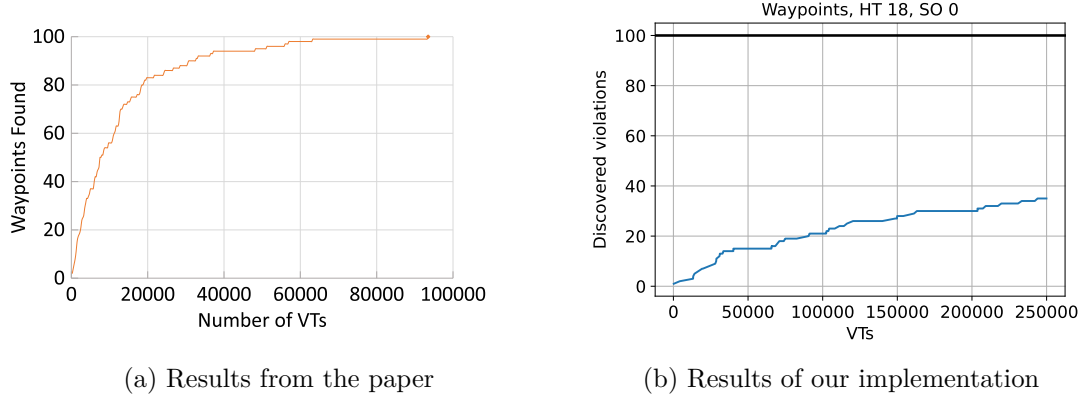 100
80
60
40
20
0
Waypoints Found
0 20000 40000 60000 80000 100000
Number of VTs
(a) Results from the paper
Waypoints, HT 18, SO 0
100
80
60
40
20
0
Discovered violations
0 50000 100000 150000 200000 250000
VTs
(b) Results of our implementation